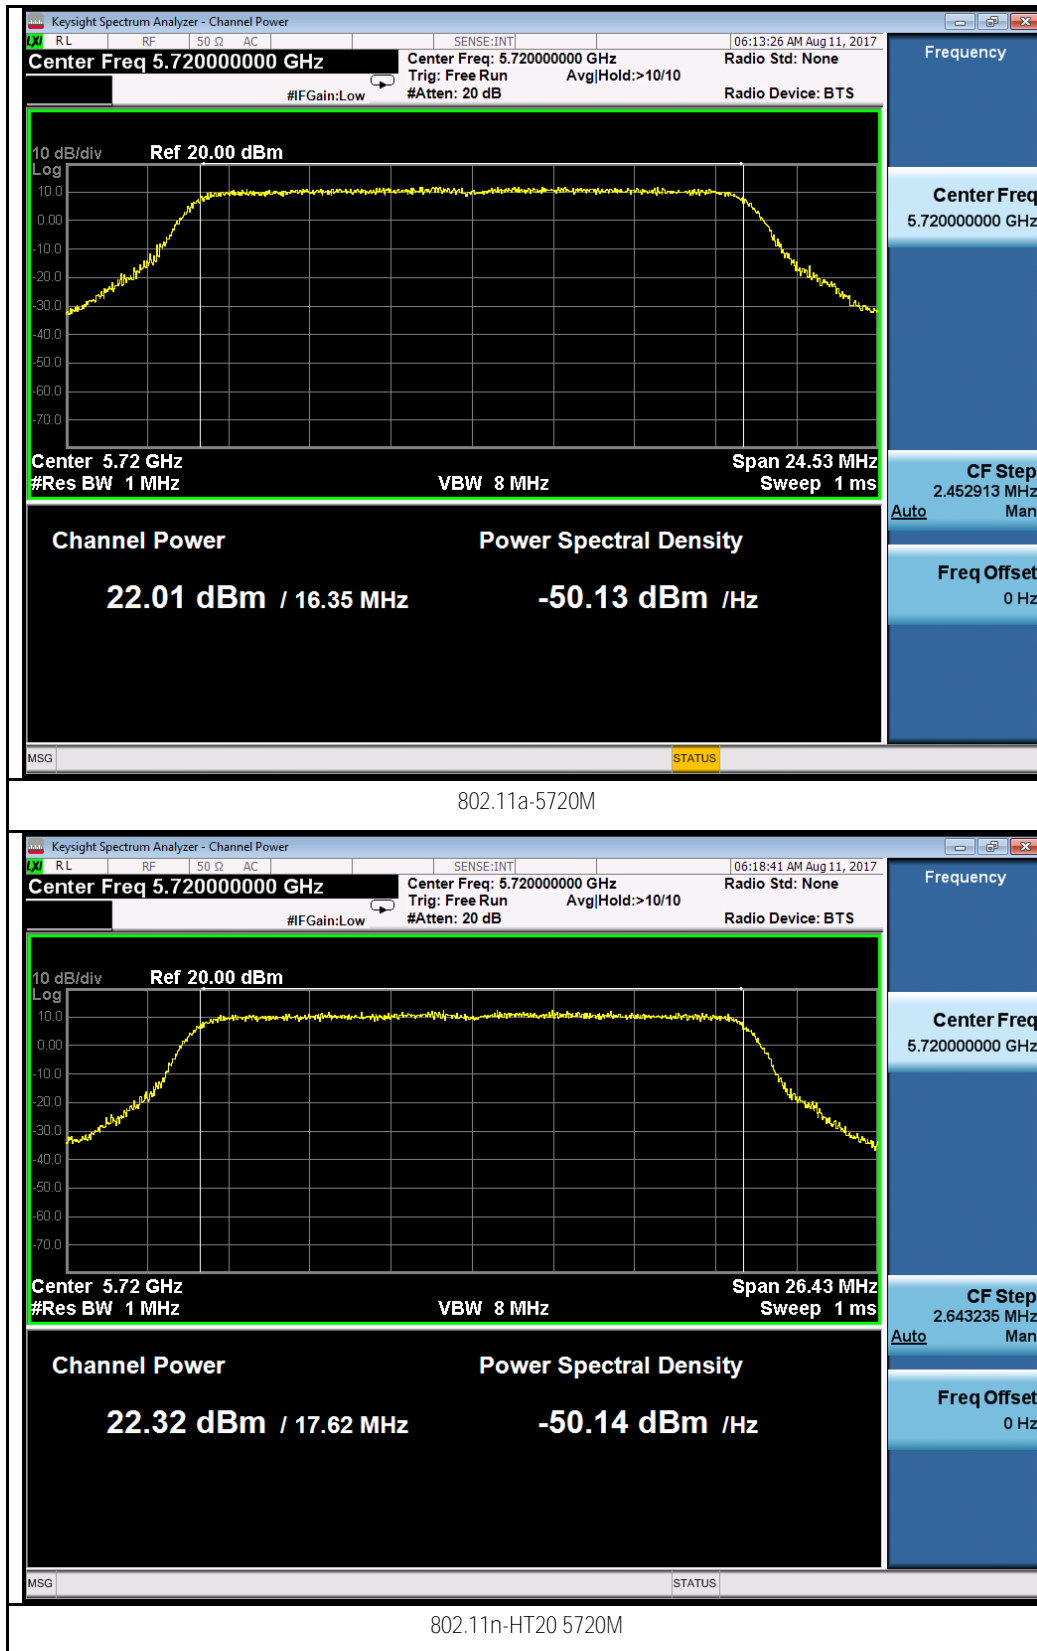 Keysight Spectrum Analyzer - Channel Power
LXI RL RF 50 Ω AC SENSE:INT 06:13:26 AM Aug 11, 2017
Center Freq 5.720000000 GHz
Center Freq: 5.720000000 GHz
Radio Std: None
Trig: Free Run Avg|Hold:>10/10
#IFGain:Low
#Atten: 20 dB
Radio Device: BTS
Frequency
10 dB/div Ref 20.00 dBm
Log
10.0
0.00
-10.0
-20.0
-30.0
-40.0
-50.0
-60.0
-70.0
Center Freq
5.720000000 GHz
Center 5.72 GHz Span 24.53 MHz
#Res BW 1 MHz VBW 8 MHz Sweep 1 ms
CF Step
2.452913 MHz
Auto Man
Channel Power Power Spectral Density
22.01 dBm / 16.35 MHz -50.13 dBm /Hz
Freq Offset
0 Hz
MSG STATUS
802.11a-5720M
Keysight Spectrum Analyzer - Channel Power
LXI RL RF 50 Ω AC SENSE:INT 06:18:41 AM Aug 11, 2017
Center Freq 5.720000000 GHz
Center Freq: 5.720000000 GHz
Radio Std: None
Trig: Free Run Avg|Hold:>10/10
#IFGain:Low
#Atten: 20 dB
Radio Device: BTS
Frequency
10 dB/div Ref 20.00 dBm
Log
10.0
0.00
-10.0
-20.0
-30.0
-40.0
-50.0
-60.0
-70.0
Center Freq
5.720000000 GHz
Center 5.72 GHz Span 26.43 MHz
#Res BW 1 MHz VBW 8 MHz Sweep 1 ms
CF Step
2.643235 MHz
Auto Man
Channel Power Power Spectral Density
22.32 dBm / 17.62 MHz -50.14 dBm /Hz
Freq Offset
0 Hz
MSG STATUS
802.11n-HT20 5720M